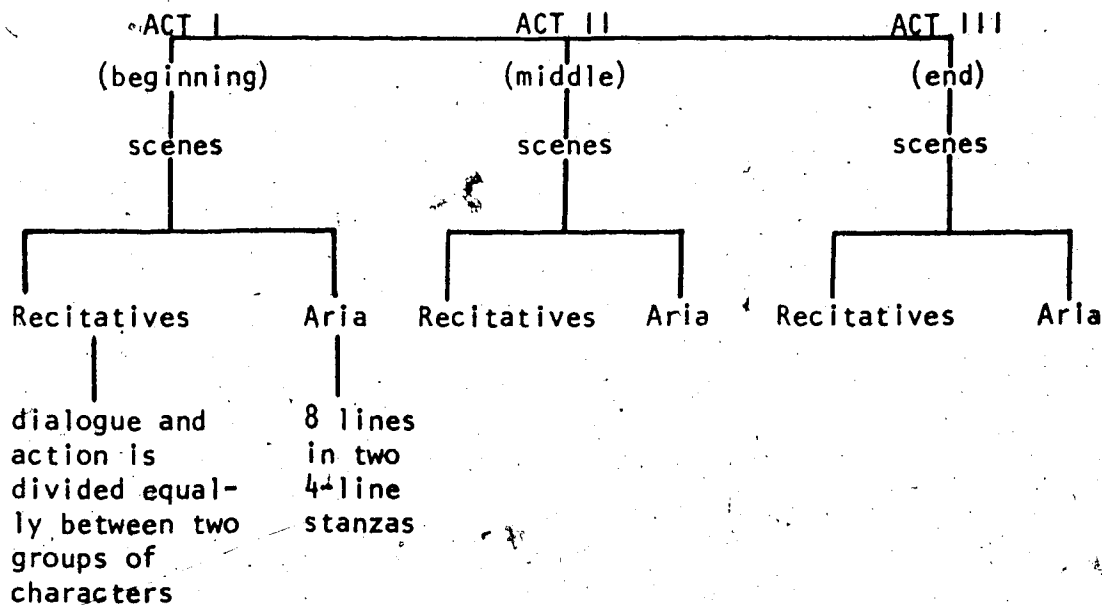 ACT I ACT II ACT III
(beginning) (middle) (end)
scenes scenes scenes
Recitatives Aria Recitatives Aria Recitatives Aria
dialogue and 8 lines
action is in two
divided equal- 4-line
ly between two stanzas
groups of
characters